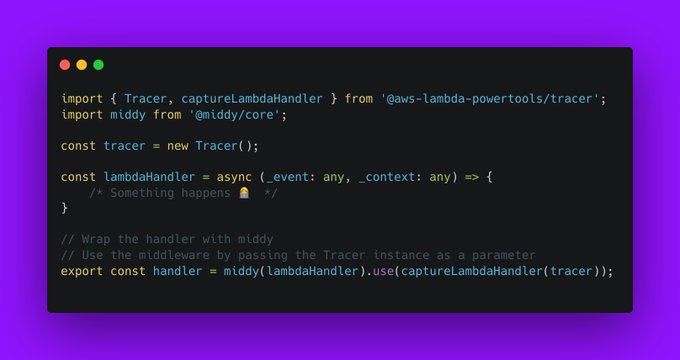 import { Tracer, captureLambdaHandler } from '@aws-lambda-powertools/tracer';
import middy from '@middy/core';
const tracer = new Tracer();
const lambdaHandler = async (_event: any, _context: any) => {
/* Something happens */
}
// Wrap the handler with middy
// Use the middleware by passing the Tracer instance as a parameter
export const handler = middy(lambdaHandler).use(captureLambdaHandler(tracer));